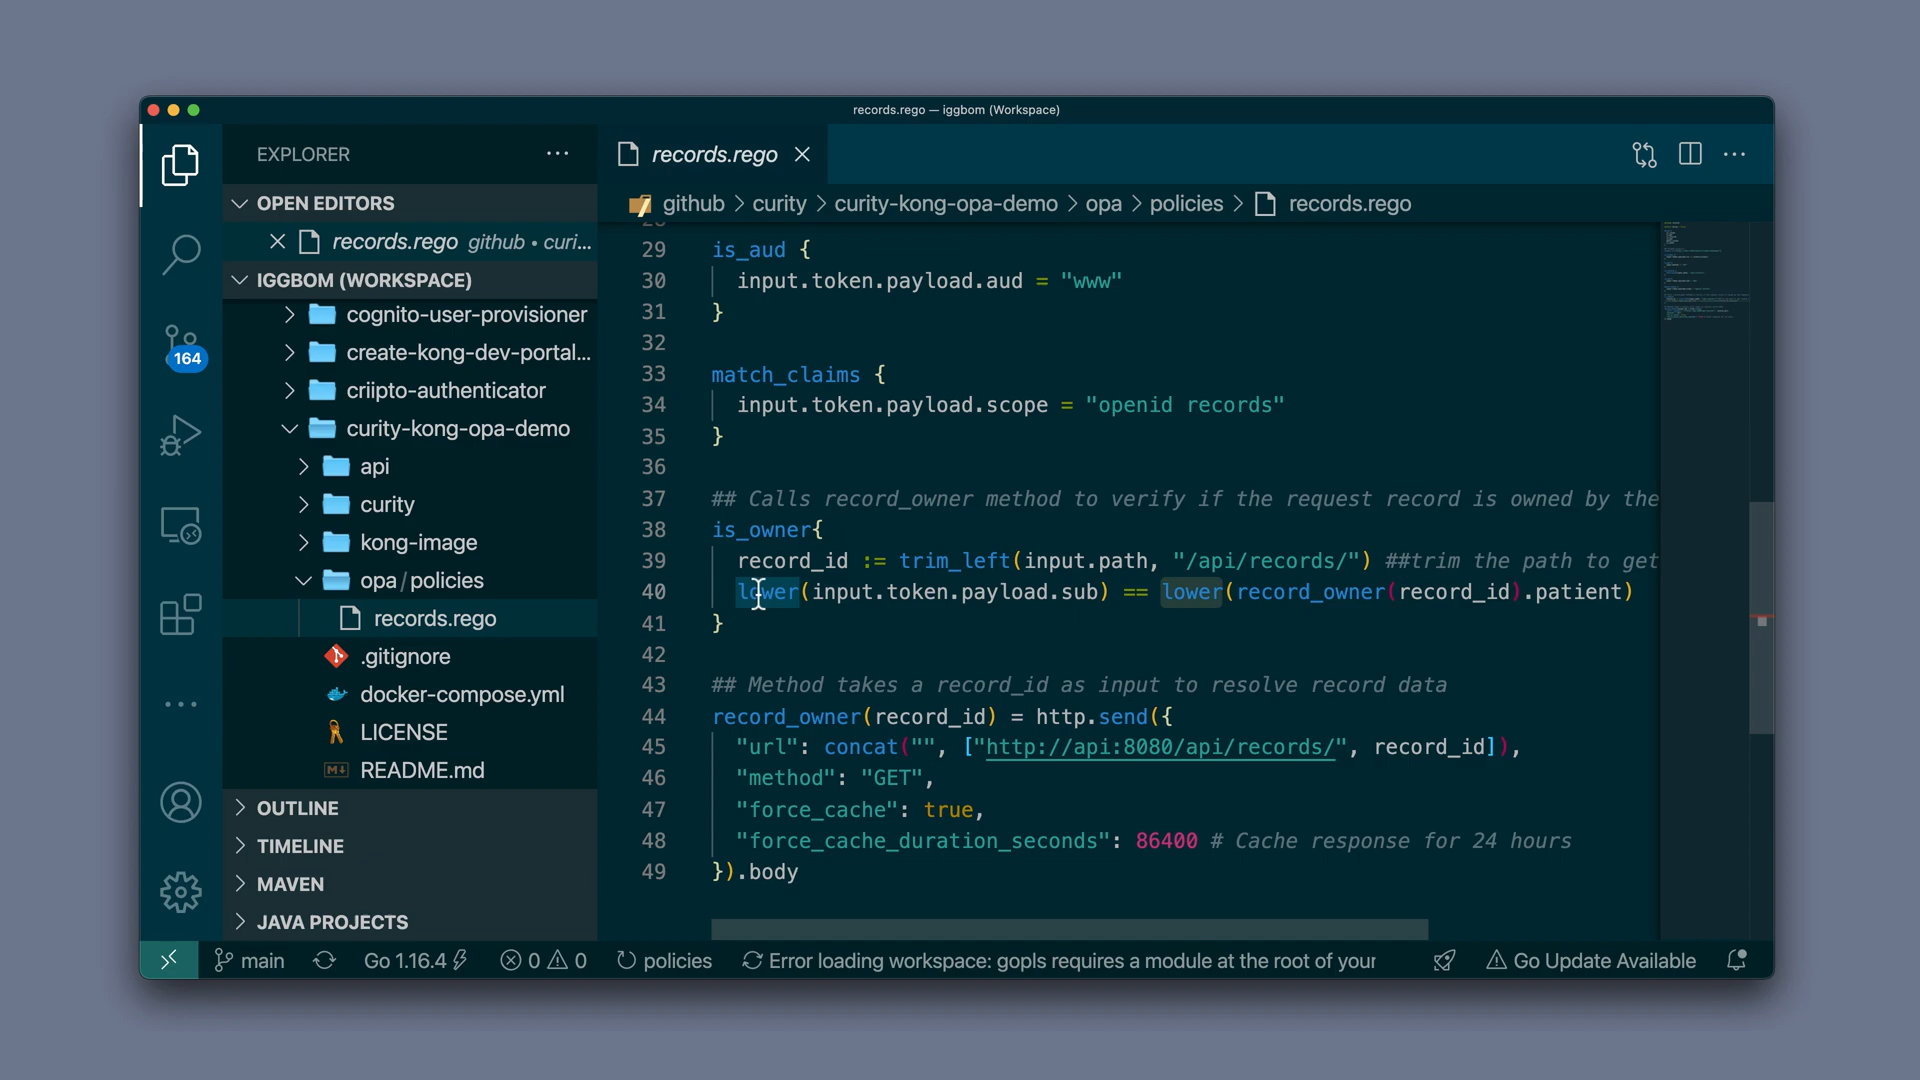 records.rego — iggbom (Workspace)
EXPLORER
OPEN EDITORS
records.rego github • curi...
IGGBOM (WORKSPACE)
cognito-user-provisioner
create-kong-dev-portal...
criipto-authenticator
curity-kong-opa-demo
api
curity
kong-image
opa / policies
records.rego
.gitignore
docker-compose.yml
LICENSE
README.md
OUTLINE
TIMELINE
MAVEN
JAVA PROJECTS
164
records.rego
github > curity > curity-kong-opa-demo > opa > policies > records.rego
29 is_aud {
30 input.token.payload.aud = "www"
31 }
32
33 match_claims {
34 input.token.payload.scope = "openid records"
35 }
36
37 ## Calls record_owner method to verify if the request record is owned by the
38 is_owner{
39 record_id := trim_left(input.path, "/api/records/") ##trim the path to get
40 lower(input.token.payload.sub) == lower(record_owner(record_id).patient)
41 }
42
43 ## Method takes a record_id as input to resolve record data
44 record_owner(record_id) = http.send({
45 "url": concat("", ["http://api:8080/api/records/", record_id]),
46 "method": "GET",
47 "force_cache": true,
48 "force_cache_duration_seconds": 86400 # Cache response for 24 hours
49 }).body
main Go 1.16.4 0 0 policies Error loading workspace: gopls requires a module at the root of your Go Update Available